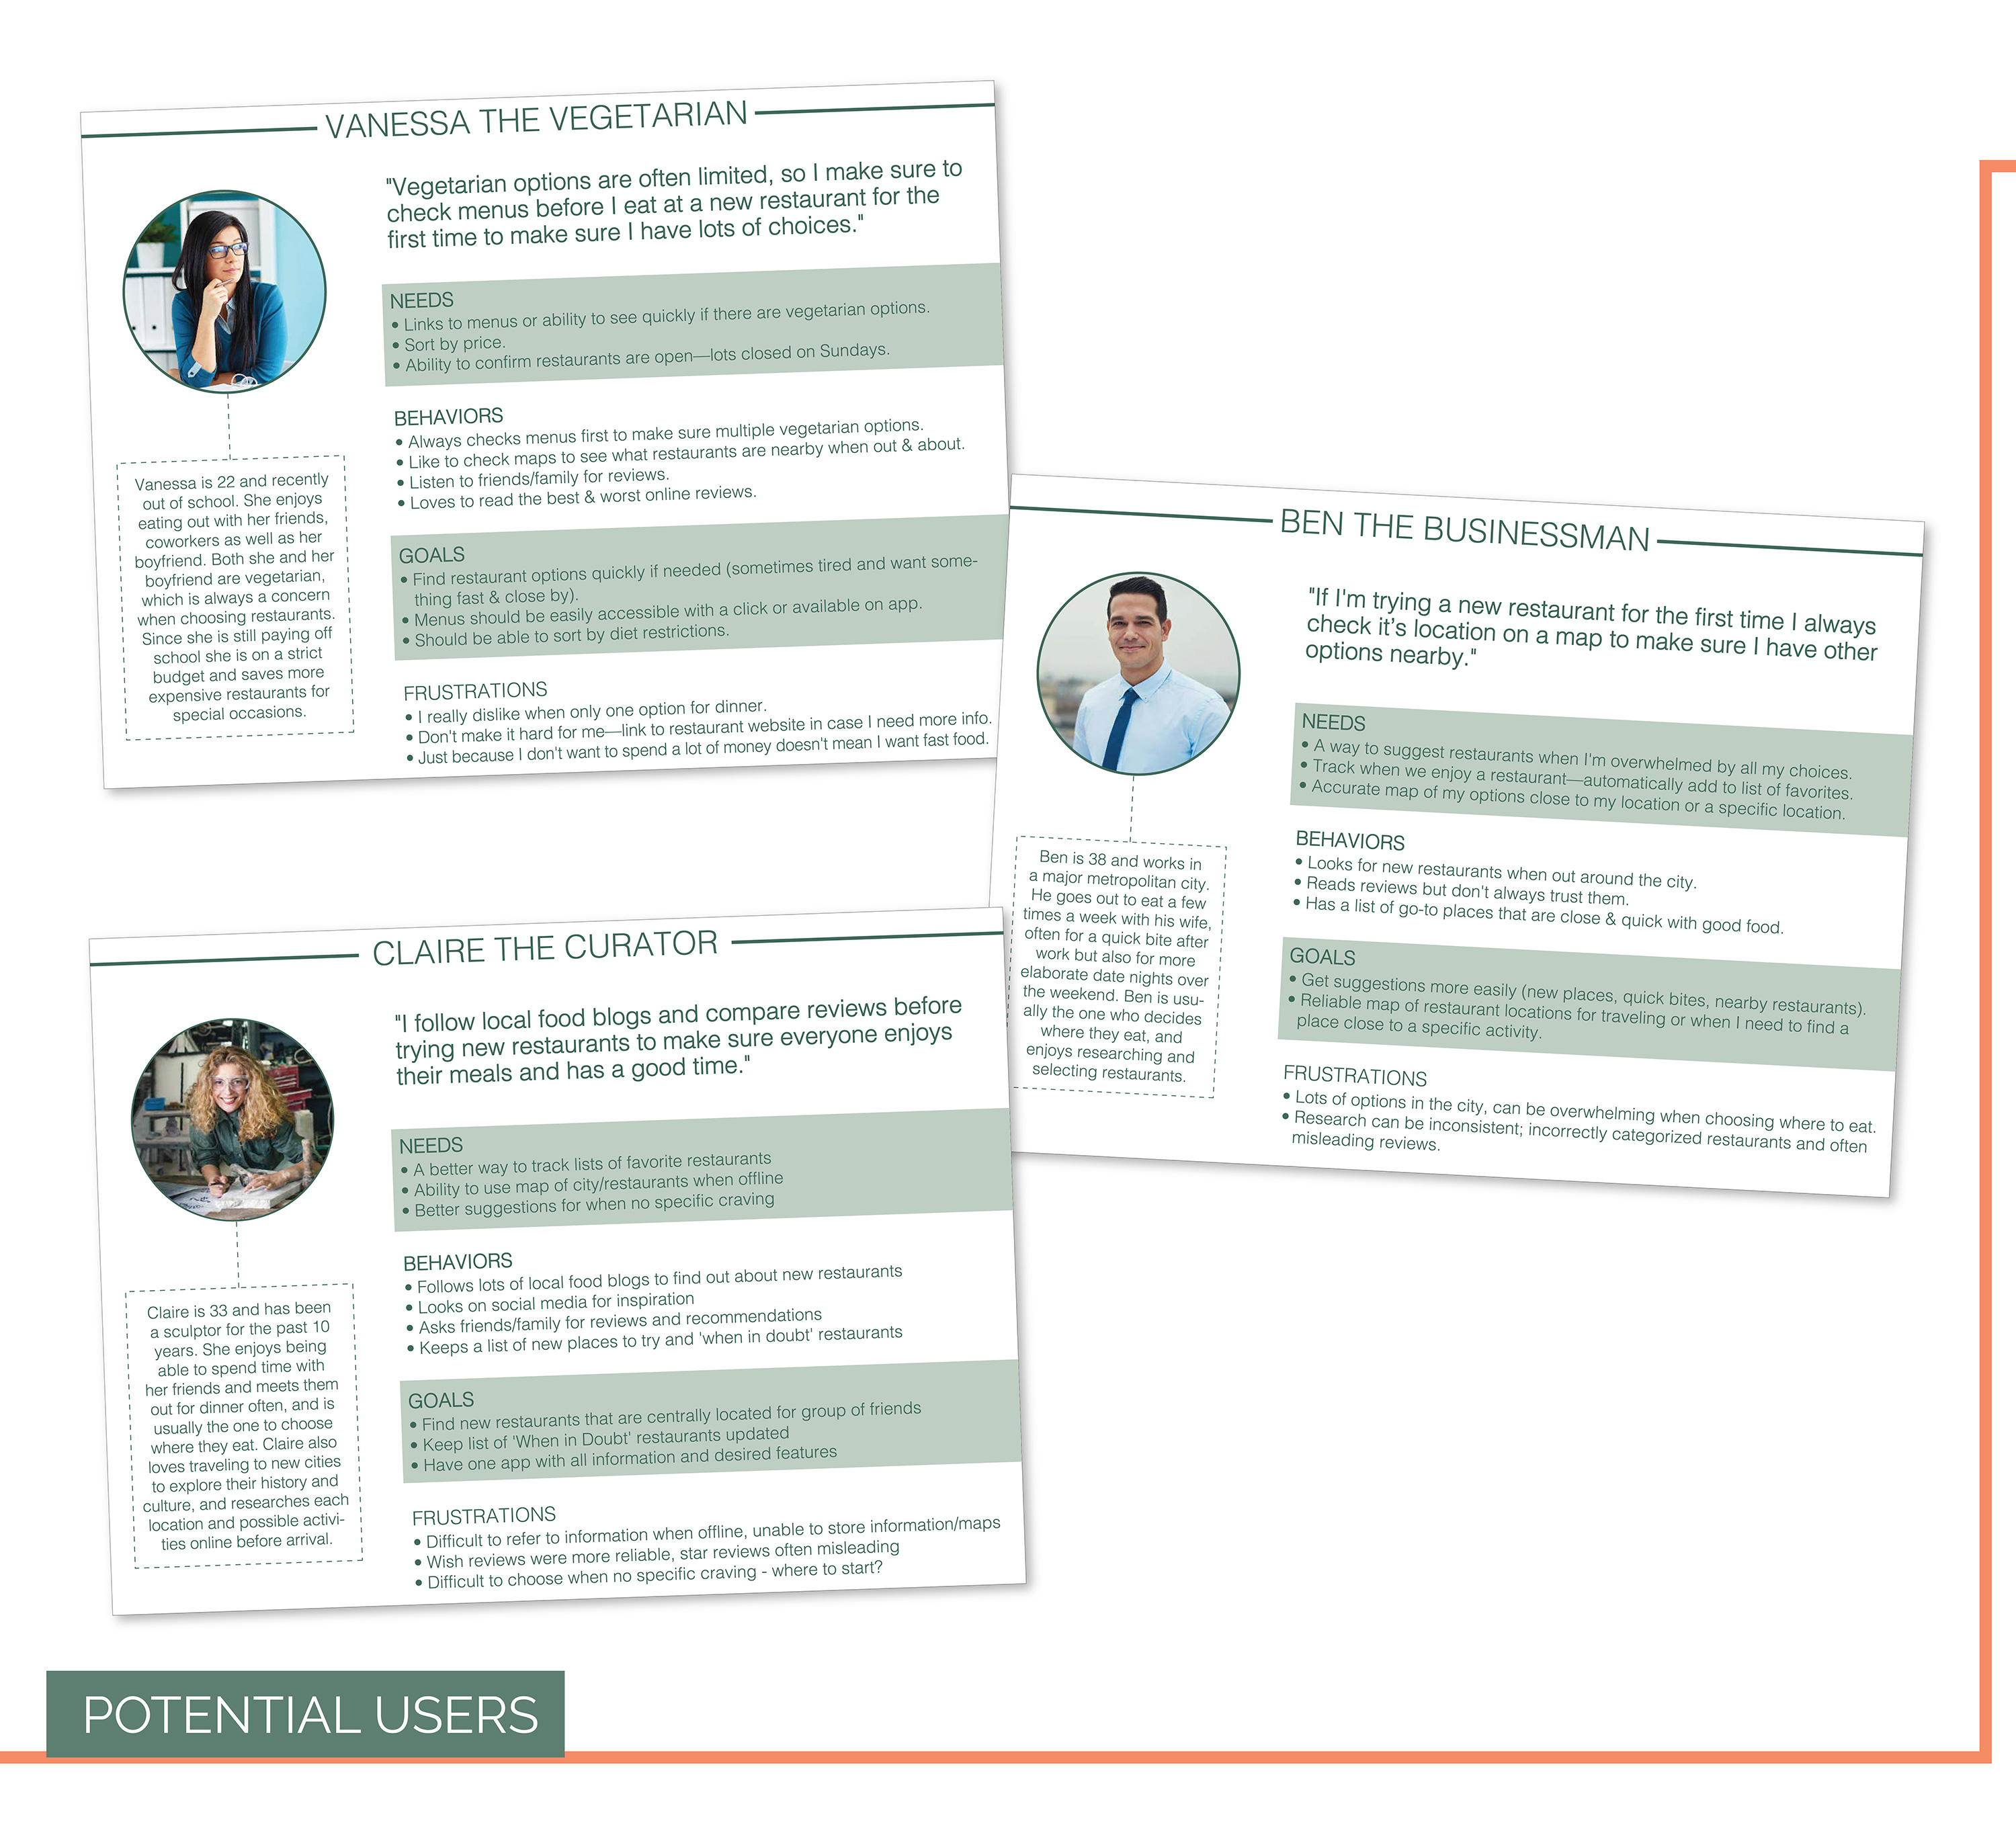 VANESSA THE VEGETARIAN
"Vegetarian options are often limited, so I make sure to
check menus before I eat at a new restaurant for the
first time to make sure I have lots of choices."
NEEDS
• Links to menus or ability to see quickly if there are vegetarian options.
• Sort by price.
• Ability to confirm restaurants are open—lots closed on Sundays.
BEHAVIORS
• Always checks menus first to make sure multiple vegetarian options.
• Like to check maps to see what restaurants are nearby when out & about.
• Listen to friends/family for reviews.
• Loves to read the best & worst online reviews.
GOALS
• Find restaurant options quickly if needed (sometimes tired and want some-
thing fast & close by).
• Menus should be easily accessible with a click or available on app.
• Should be able to sort by diet restrictions.
FRUSTRATIONS
• I really dislike when only one option for dinner.
• Don't make it hard for me—link to restaurant website in case I need more info.
• Just because I don't want to spend a lot of money doesn't mean I want fast food.
Vanessa is 22 and recently
out of school. She enjoys
eating out with her friends,
coworkers as well as her
boyfriend. Both she and her
boyfriend are vegetarian,
which is always a concern
when choosing restaurants.
Since she is still paying off
school she is on a strict
budget and saves more
expensive restaurants for
special occasions.
BEN THE BUSINESSMAN
"If I'm trying a new restaurant for the first time I always
check it's location on a map to make sure I have other
options nearby."
NEEDS
• A way to suggest restaurants when I'm overwhelmed by all my choices.
• Track when we enjoy a restaurant—automatically add to list of favorites.
• Accurate map of my options close to my location or a specific location.
BEHAVIORS
• Looks for new restaurants when out around the city.
• Reads reviews but don't always trust them.
• Has a list of go-to places that are close & quick with good food.
GOALS
• Get suggestions more easily (new places, quick bites, nearby restaurants).
• Reliable map of restaurant locations for traveling or when I need to find a
place close to a specific activity.
FRUSTRATIONS
• Lots of options in the city, can be overwhelming when choosing where to eat.
• Research can be inconsistent; incorrectly categorized restaurants and often
misleading reviews.
Ben is 38 and works in
a major metropolitan city.
He goes out to eat a few
times a week with his wife,
often for a quick bite after
work but also for more
elaborate date nights over
the weekend. Ben is usu-
ally the one who decides
where they eat, and
enjoys researching and
selecting restaurants.
CLAIRE THE CURATOR
"I follow local food blogs and compare reviews before
trying new restaurants to make sure everyone enjoys
their meals and has a good time."
NEEDS
• A better way to track lists of favorite restaurants
• Ability to use map of city/restaurants when offline
• Better suggestions for when no specific craving
BEHAVIORS
• Follows lots of local food blogs to find out about new restaurants
• Looks on social media for inspiration
• Asks friends/family for reviews and recommendations
• Keeps a list of new places to try and 'when in doubt' restaurants
GOALS
• Find new restaurants that are centrally located for group of friends
• Keep list of 'When in Doubt' restaurants updated
• Have one app with all information and desired features
FRUSTRATIONS
• Difficult to refer to information when offline, unable to store information/maps
• Wish reviews were more reliable, star reviews often misleading
• Difficult to choose when no specific craving - where to start?
Claire is 33 and has been
a sculptor for the past 10
years. She enjoys being
able to spend time with
her friends and meets them
out for dinner often, and is
usually the one to choose
where they eat. Claire also
loves traveling to new cities
to explore their history and
culture, and researches each
location and possible activi-
ties online before arrival.
POTENTIAL USERS